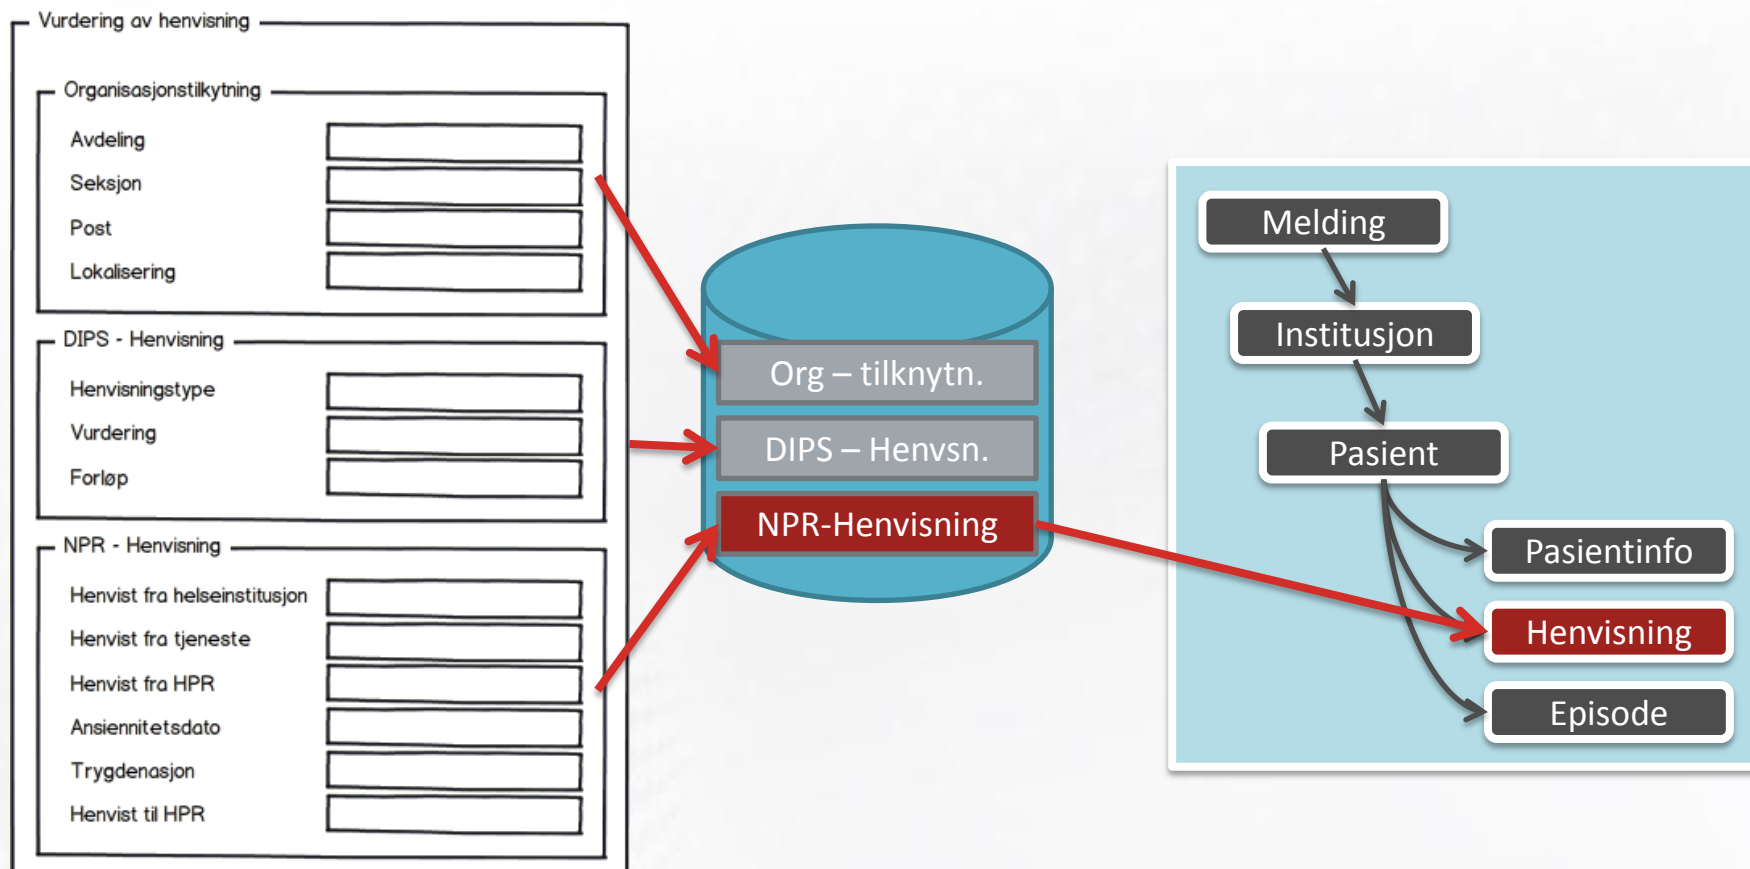 Vurdering av henvisning
Organisasjonstilkytning
Avdeling
Seksjon
Post
Lokalisering
DIPS - Henvisning
Henvisningstype
Vurdering
Forløp
NPR - Henvisning
Henvist fra helseinstitusjon
Henvist fra tjeneste
Henvist fra HPR
Ansiennitetsdato
Trygdenasjon
Henvist til HPR
Org – tilknytn.
DIPS – Henvsn.
NPR-Henvisning
Melding
Institusjon
Pasient
Pasientinfo
Henvisning
Episode